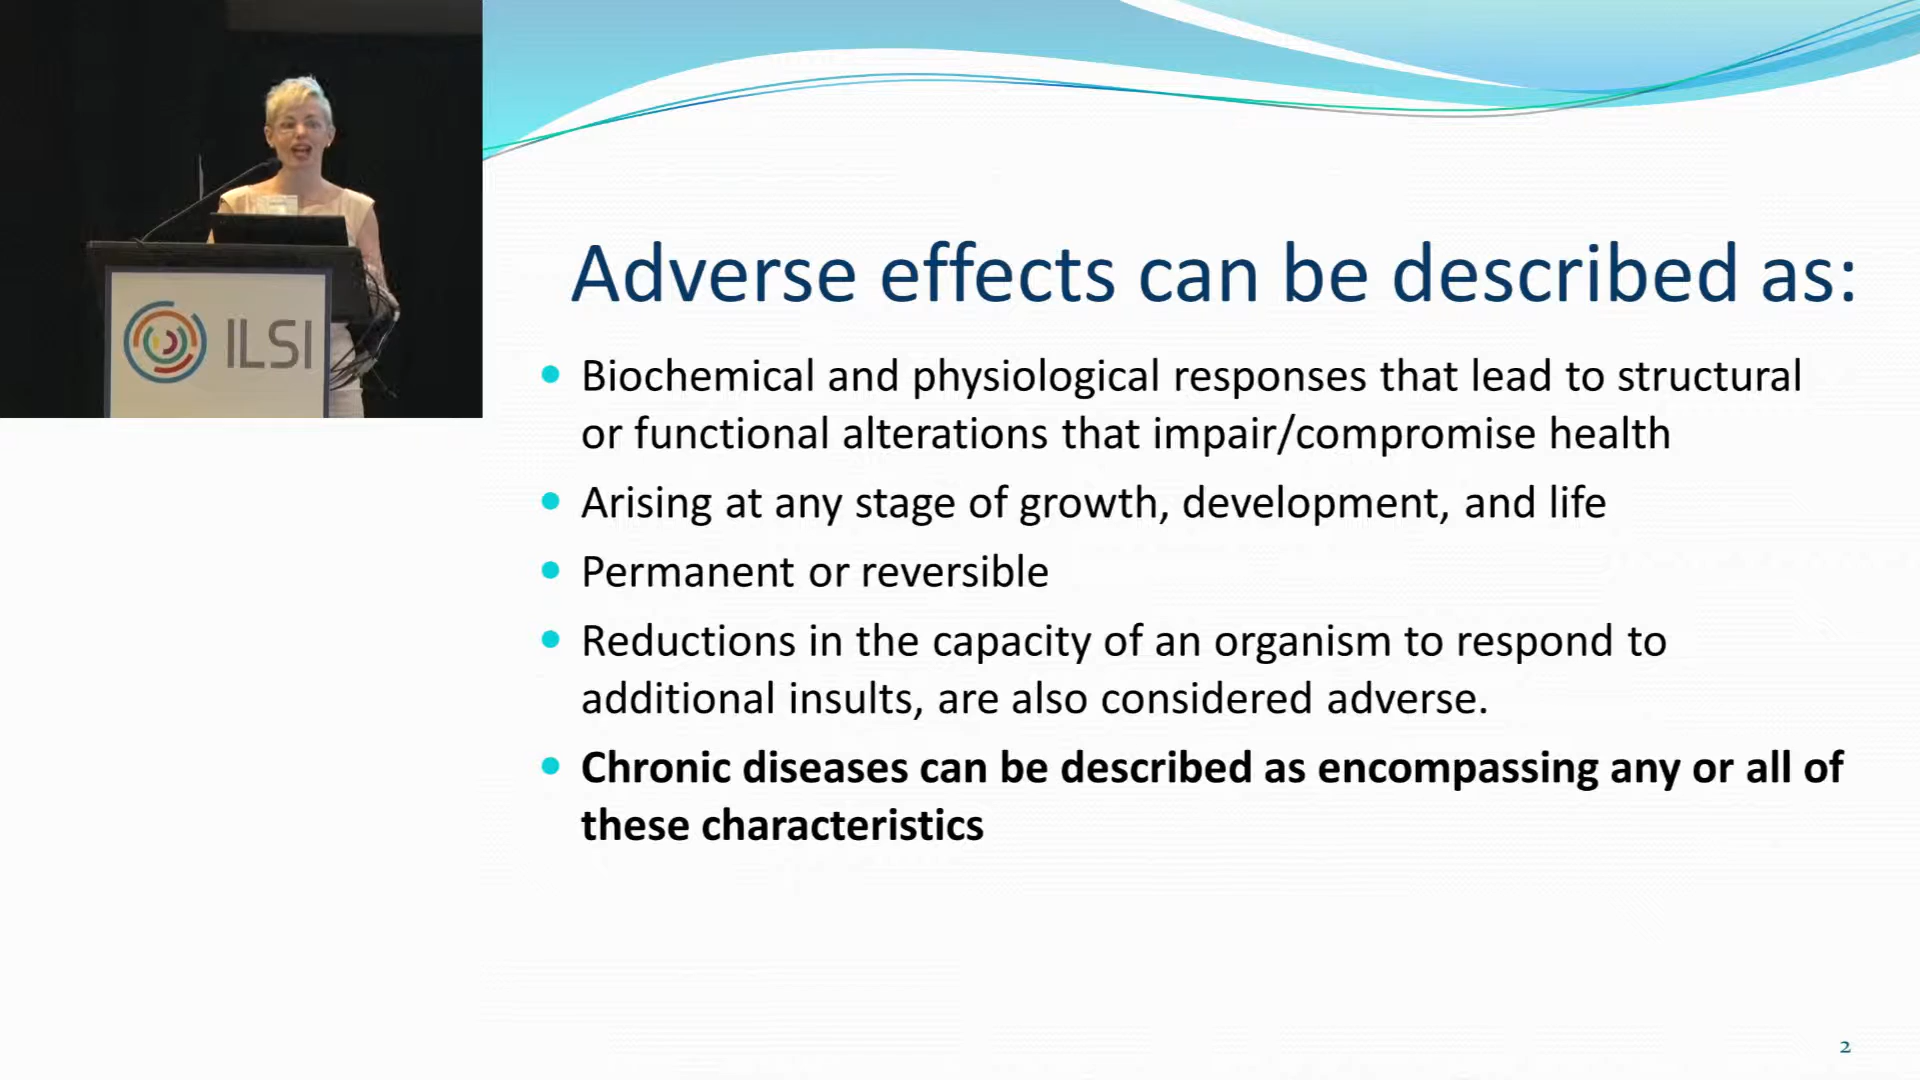 ILSI
Adverse effects can be described as:
Biochemical and physiological responses that lead to structural
or functional alterations that impair/compromise health
Arising at any stage of growth, development, and life
Permanent or reversible
Reductions in the capacity of an organism to respond to
additional insults, are also considered adverse.
Chronic diseases can be described as encompassing any or all of
these characteristics
2